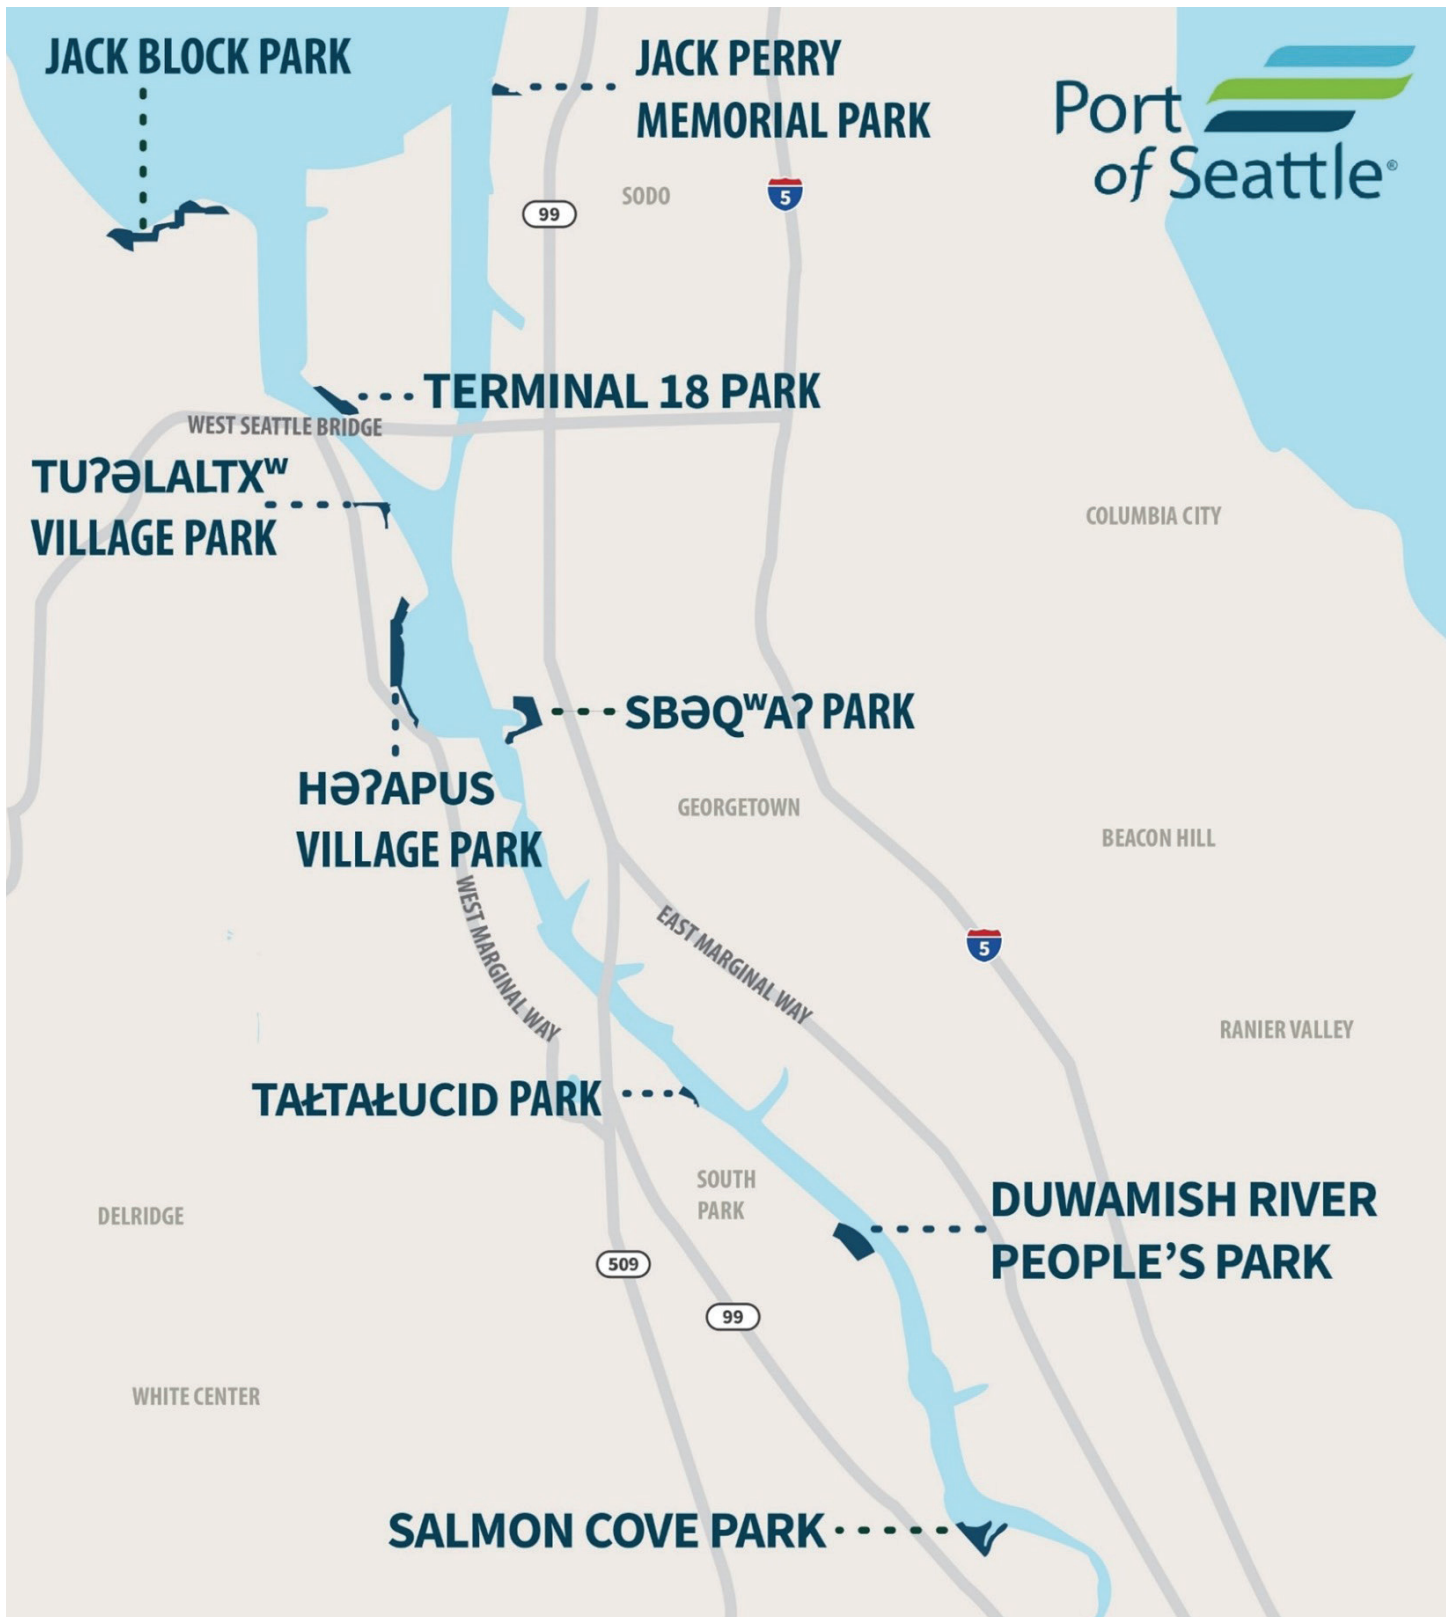 JACK BLOCK PARK
JACK PERRY
MEMORIAL PARK
Port
of Seattle®
SODO
99
5
TERMINAL 18 PARK
WEST SEATTLE BRIDGE
TUʔƏLALTXʷ
VILLAGE PARK
COLUMBIA CITY
SBƏQʷAʔ PARK
HƏʔAPUS
VILLAGE PARK
GEORGETOWN
BEACON HILL
WEST MARGINAL WAY
EAST MARGINAL WAY
5
RANIER VALLEY
TAŁTAŁUCID PARK
SOUTH
PARK
DELRIDGE
DUWAMISH RIVER
PEOPLE’S PARK
509
99
WHITE CENTER
SALMON COVE PARK